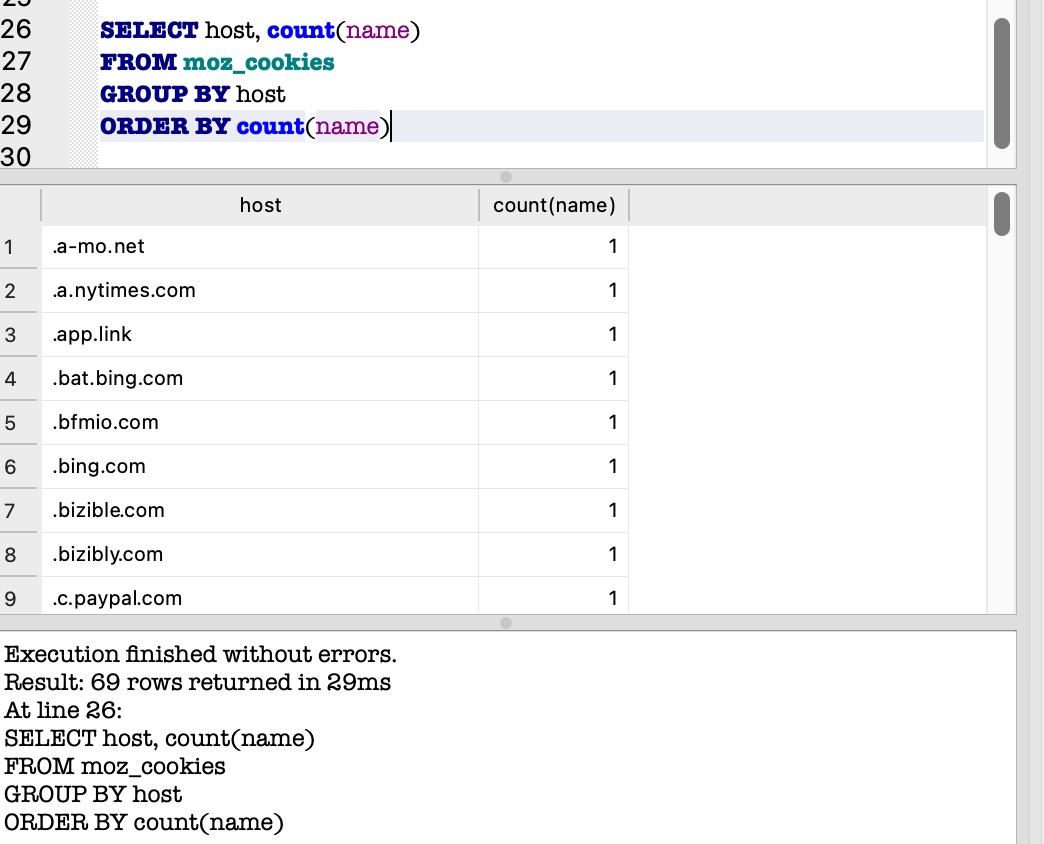 25
26 SELECT host, count(name)
27 FROM moz_cookies
28 GROUP BY host
29 ORDER BY count(name)
30
host count(name)
1 .a-mo.net 1
2 .a.nytimes.com 1
3 .app.link 1
4 .bat.bing.com 1
5 .bfmio.com 1
6 .bing.com 1
7 .bizible.com 1
8 .bizibly.com 1
9 .c.paypal.com 1
Execution finished without errors.
Result: 69 rows returned in 29ms
At line 26:
SELECT host, count(name)
FROM moz_cookies
GROUP BY host
ORDER BY count(name)